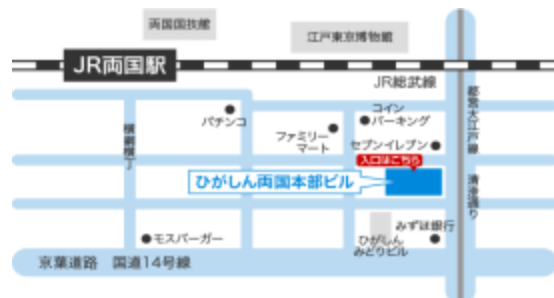 両国国技館
江戸東京博物館
JR両国駅
JR総武線
都営大江戸線
コイン
パーキング
パチンコ
横綱横丁
ファミリー
マート
セブンイレブン
入口はこちら
ひがしん両国本部ビル
清澄通り
みずほ銀行
モスバーガー
ひがしん
みどりビル
京葉道路 国道14号線